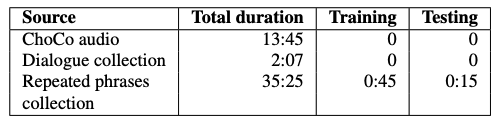 Source Total duration Training Testing
ChoCo audio 13:45 0 0
Dialogue collection 2:07 0 0
Repeated phrases 35:25 0:45 0:15
collection